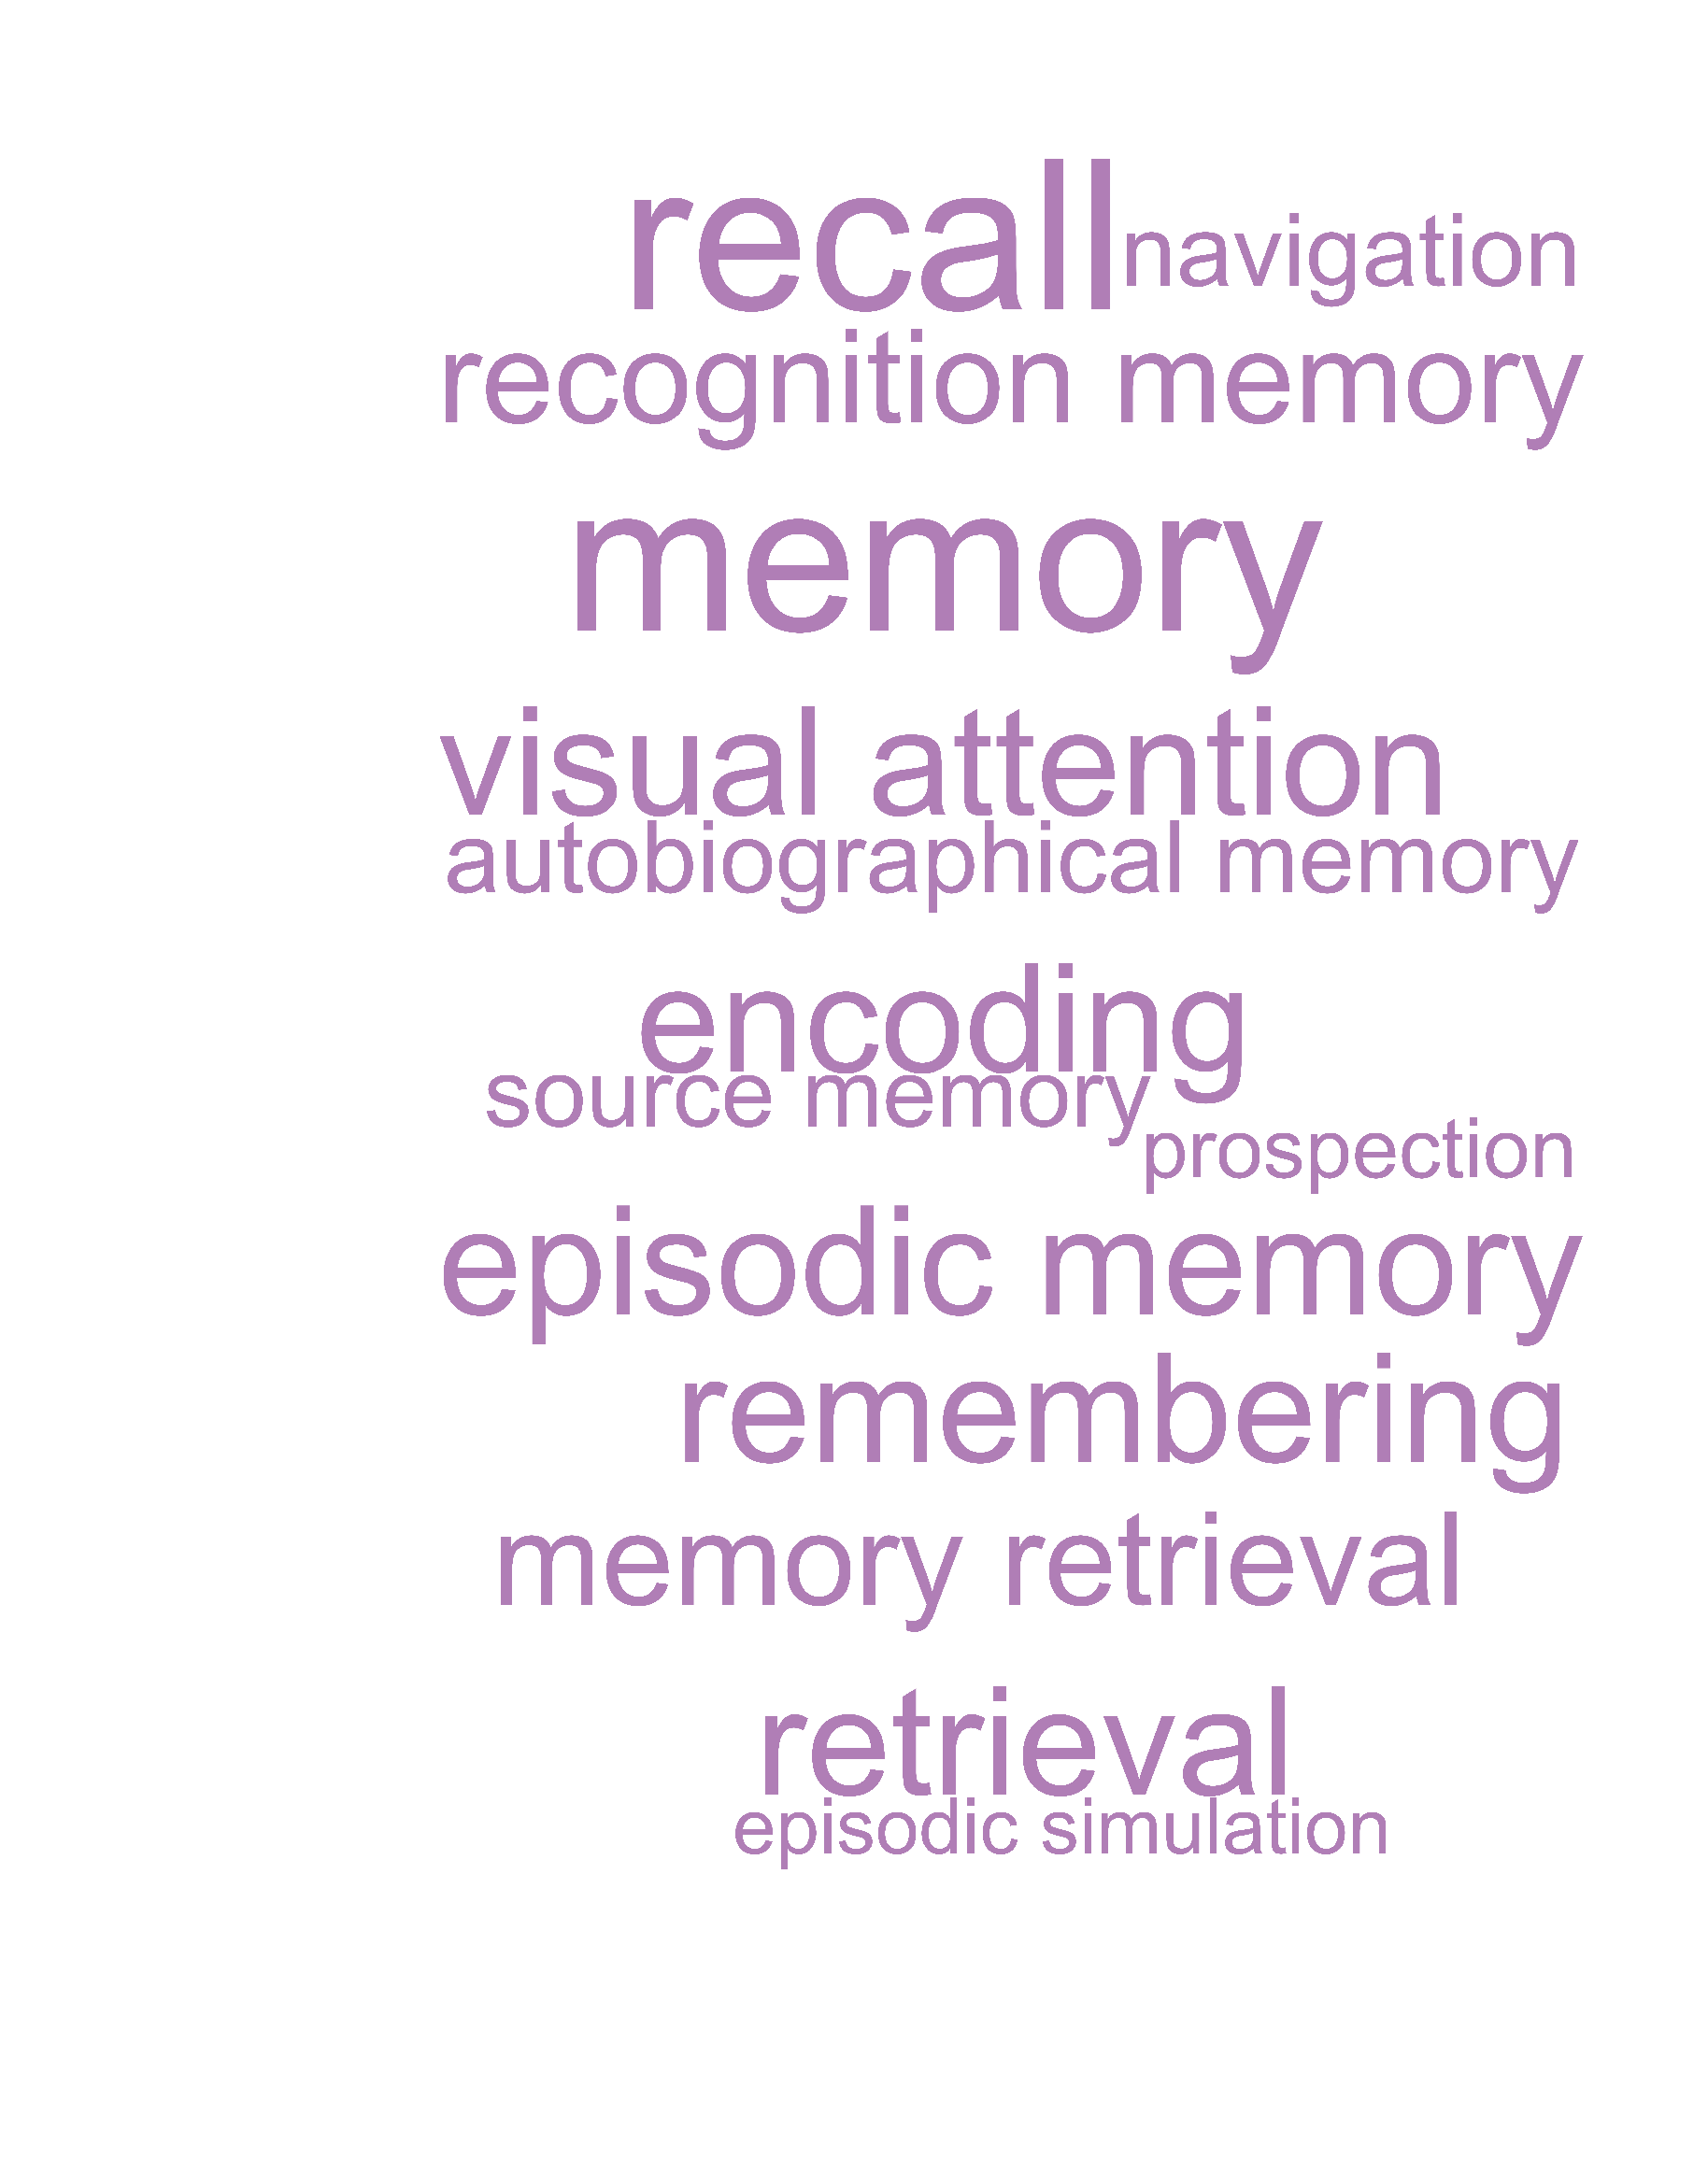 recall navigation
recognition memory
memory
visual attention
autobiographical memory
encoding
source memory
prospection
episodic memory
remembering
memory retrieval
retrieval
episodic simulation